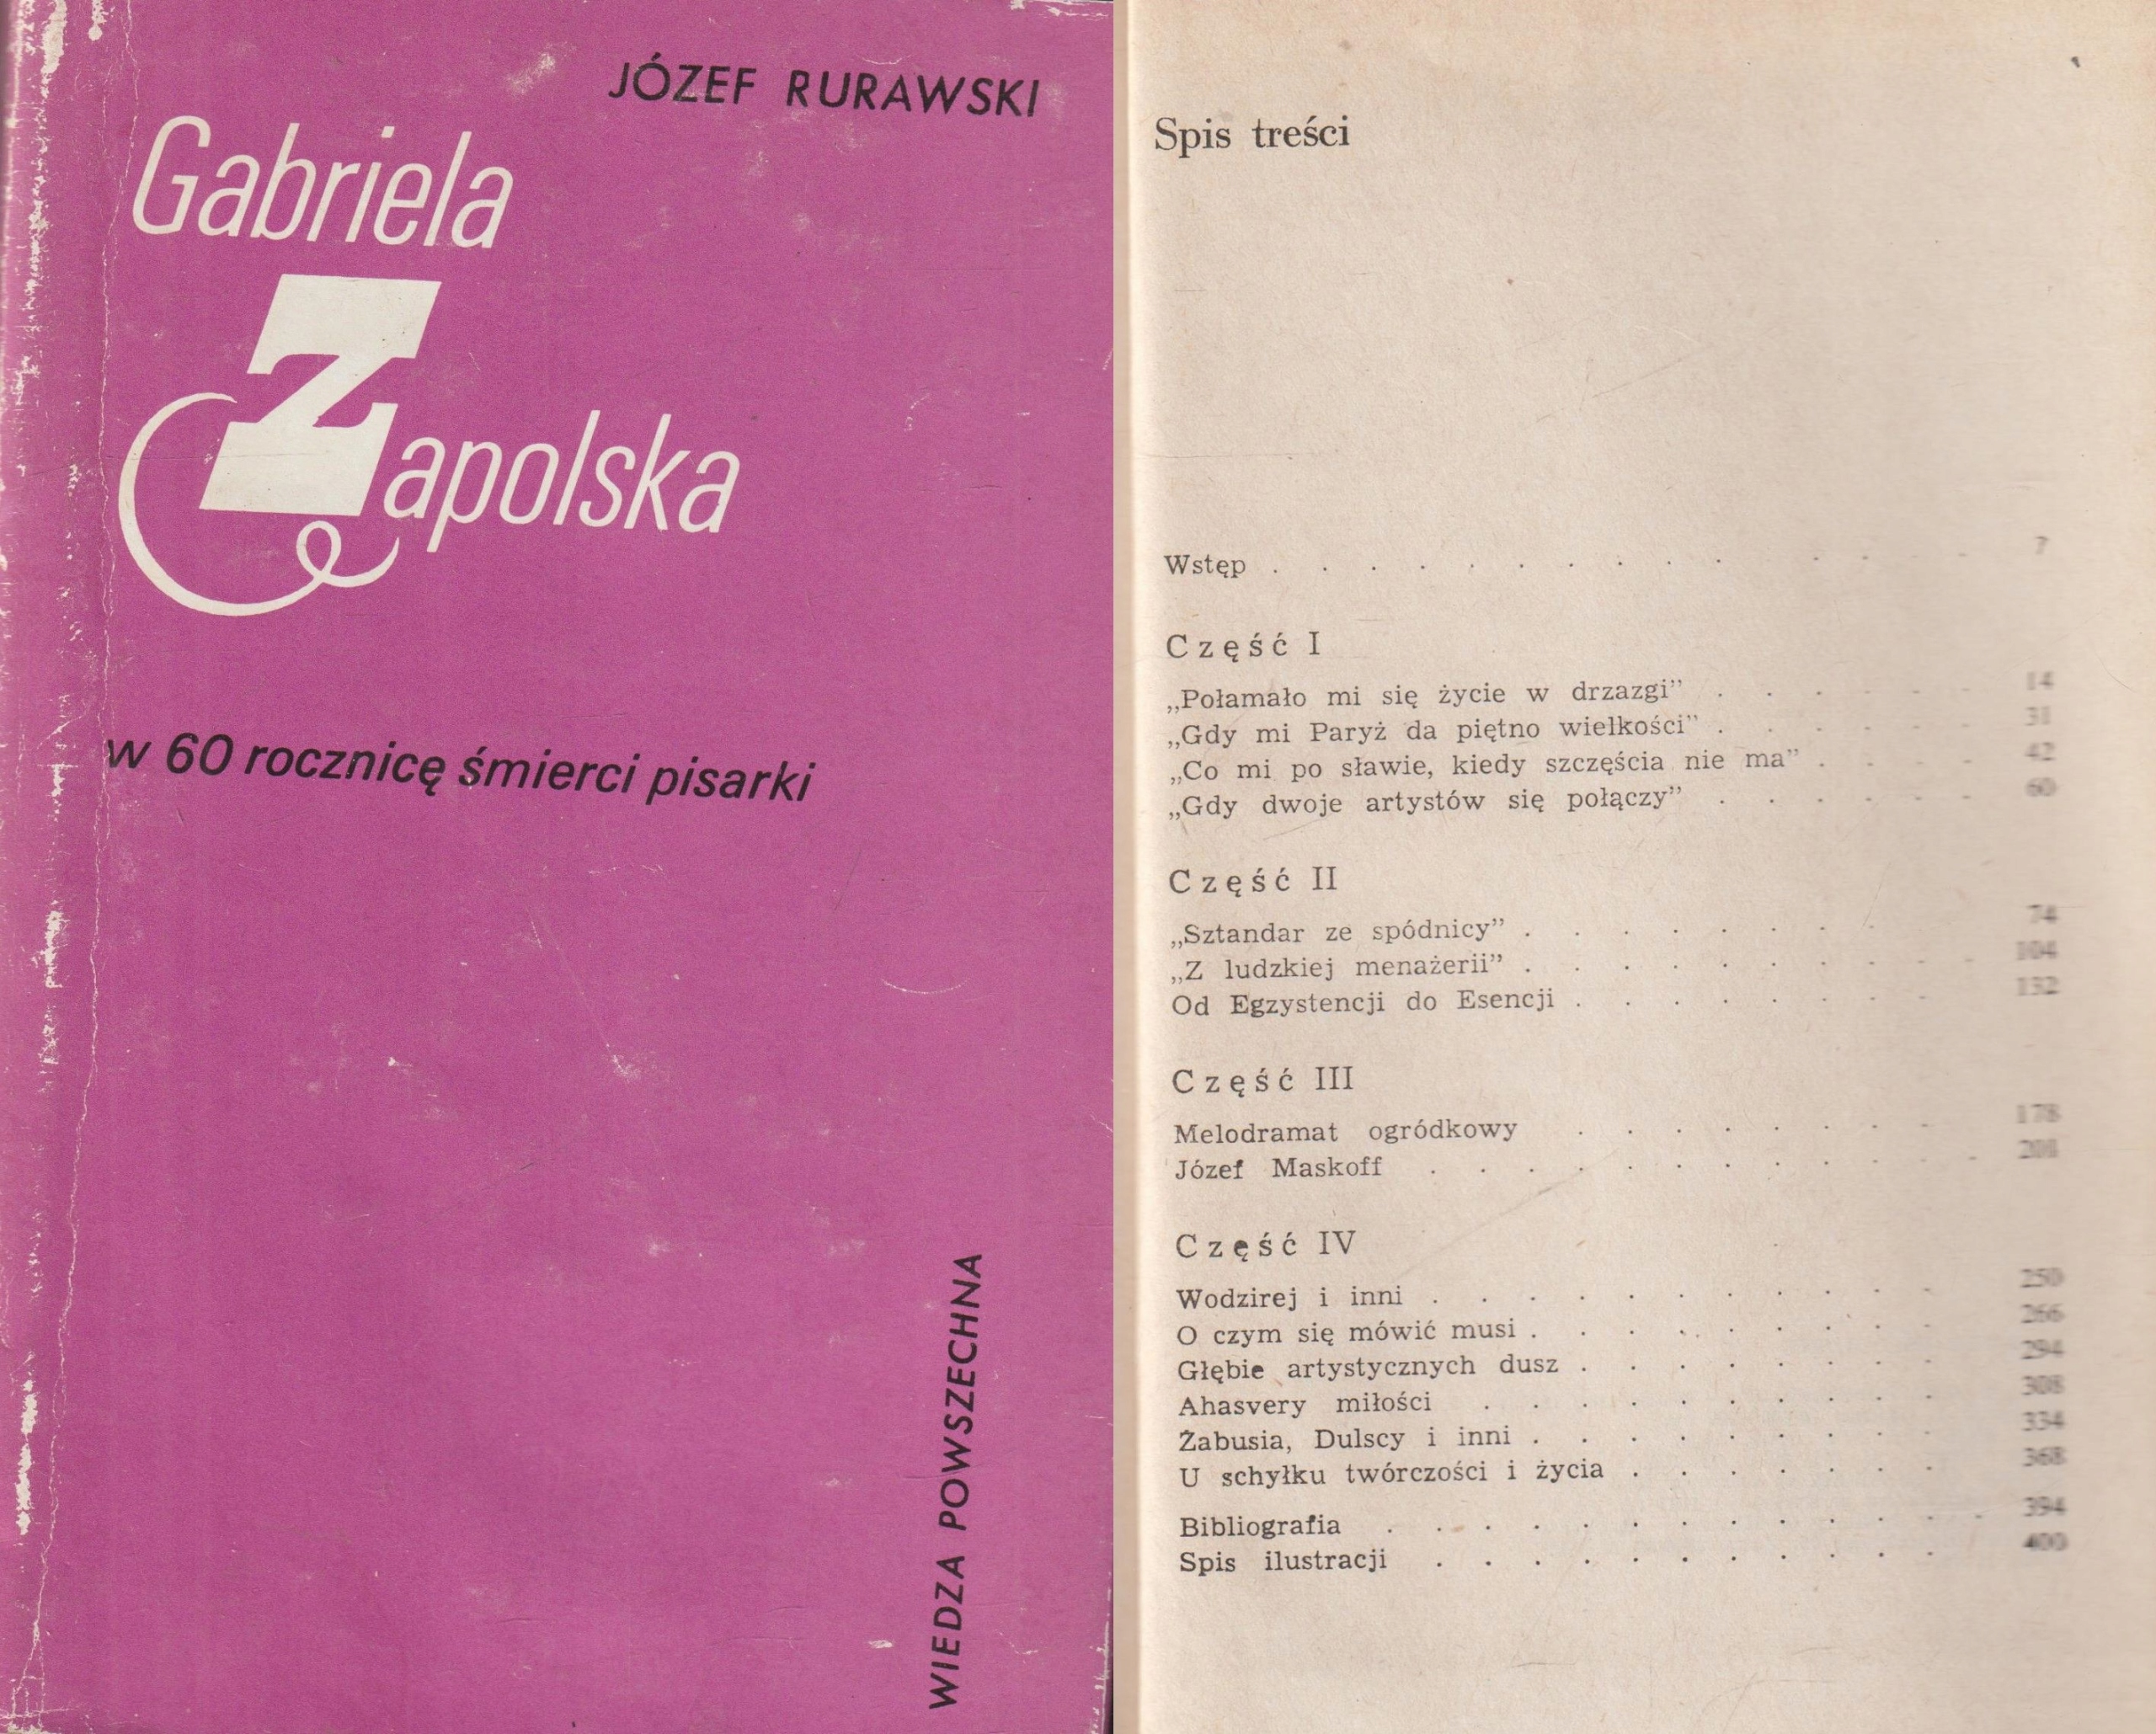 JÓZEF RURAWSKI
Gabriela
Zapolska
w 60 rocznicę śmierci pisarki
WIEDZA POWSZECHNA
Spis treści
Wstęp . . . . . . . . . . . . . 7
Część I
„Połamało mi się życie w drzazgi” . . . . . . 14
„Gdy mi Paryż da piętno wielkości” . . . . . . 31
„Co mi po sławie, kiedy szczęścia nie ma” . . . . 42
„Gdy dwoje artystów się połączy” . . . . . . 60
Część II
„Sztandar ze spódnicy” . . . . . . . . 74
„Z ludzkiej menażerii” . . . . . . . . . . 104
Od Egzystencji do Esencji . . . . . . . . 132
Część III
Melodramat ogródkowy . . . . . . . . 178
Józef Maskoff . . . . . . . . . . . . 208
Część IV
Wodzirej i inni . . . . . . . . . . . 250
O czym się mówić musi . . . . . . . . . 266
Głębie artystycznych dusz . . . . . . . . 294
Ahasvery miłości . . . . . . . . . . 308
Żabusia, Dulscy i inni . . . . . . . . . 334
U schyłku twórczości i życia . . . . . . . 368
Bibliografia . . . . . . . . . . . . . 394
Spis ilustracji . . . . . . . . . . . 400